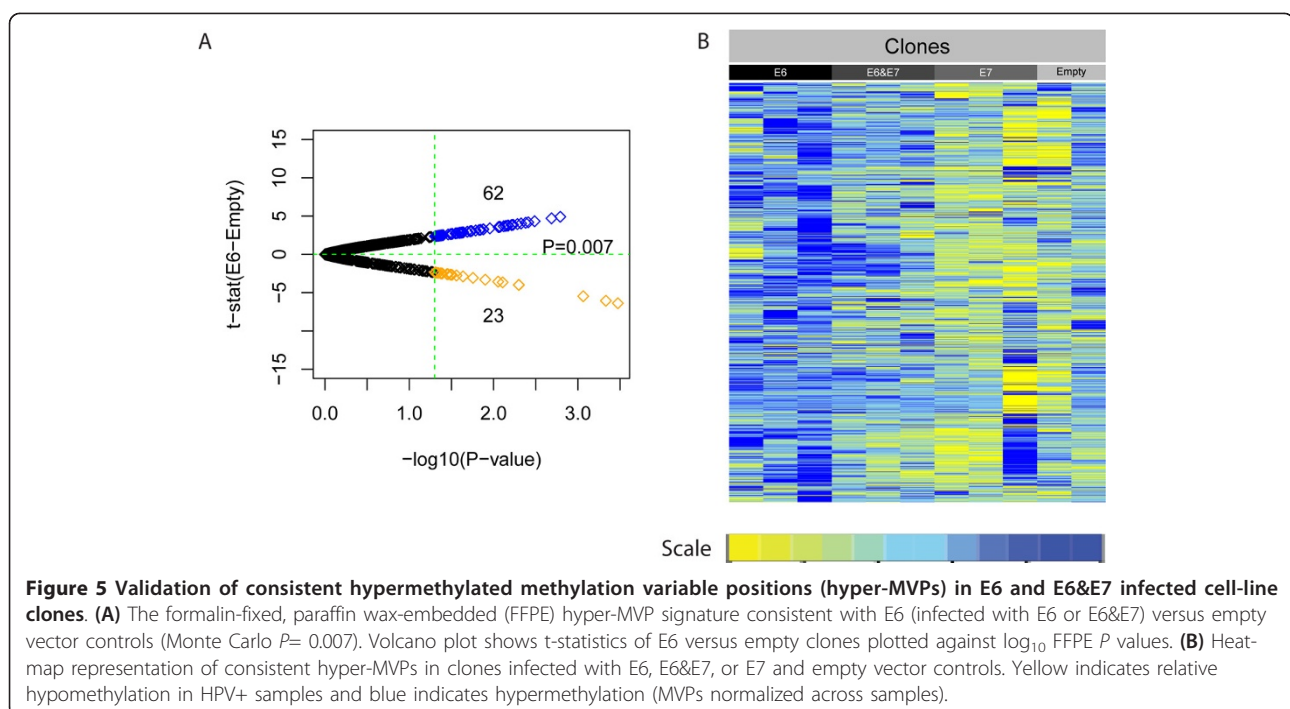 A
B
Clones
E6 E6&E7 E7 Empty
15
10
5
0
−5
−15
t−stat(E6−Empty)
62
P=0.007
23
0.0 1.0 2.0 3.0
−log10(P−value)
Scale
Figure 5 Validation of consistent hypermethylated methylation variable positions (hyper-MVPs) in E6 and E6&E7 infected cell-line
clones. (A) The formalin-fixed, paraffin wax-embedded (FFPE) hyper-MVP signature consistent with E6 (infected with E6 or E6&E7) versus empty
vector controls (Monte Carlo P= 0.007). Volcano plot shows t-statistics of E6 versus empty clones plotted against log10 FFPE P values. (B) Heat-
map representation of consistent hyper-MVPs in clones infected with E6, E6&E7, or E7 and empty vector controls. Yellow indicates relative
hypomethylation in HPV+ samples and blue indicates hypermethylation (MVPs normalized across samples).